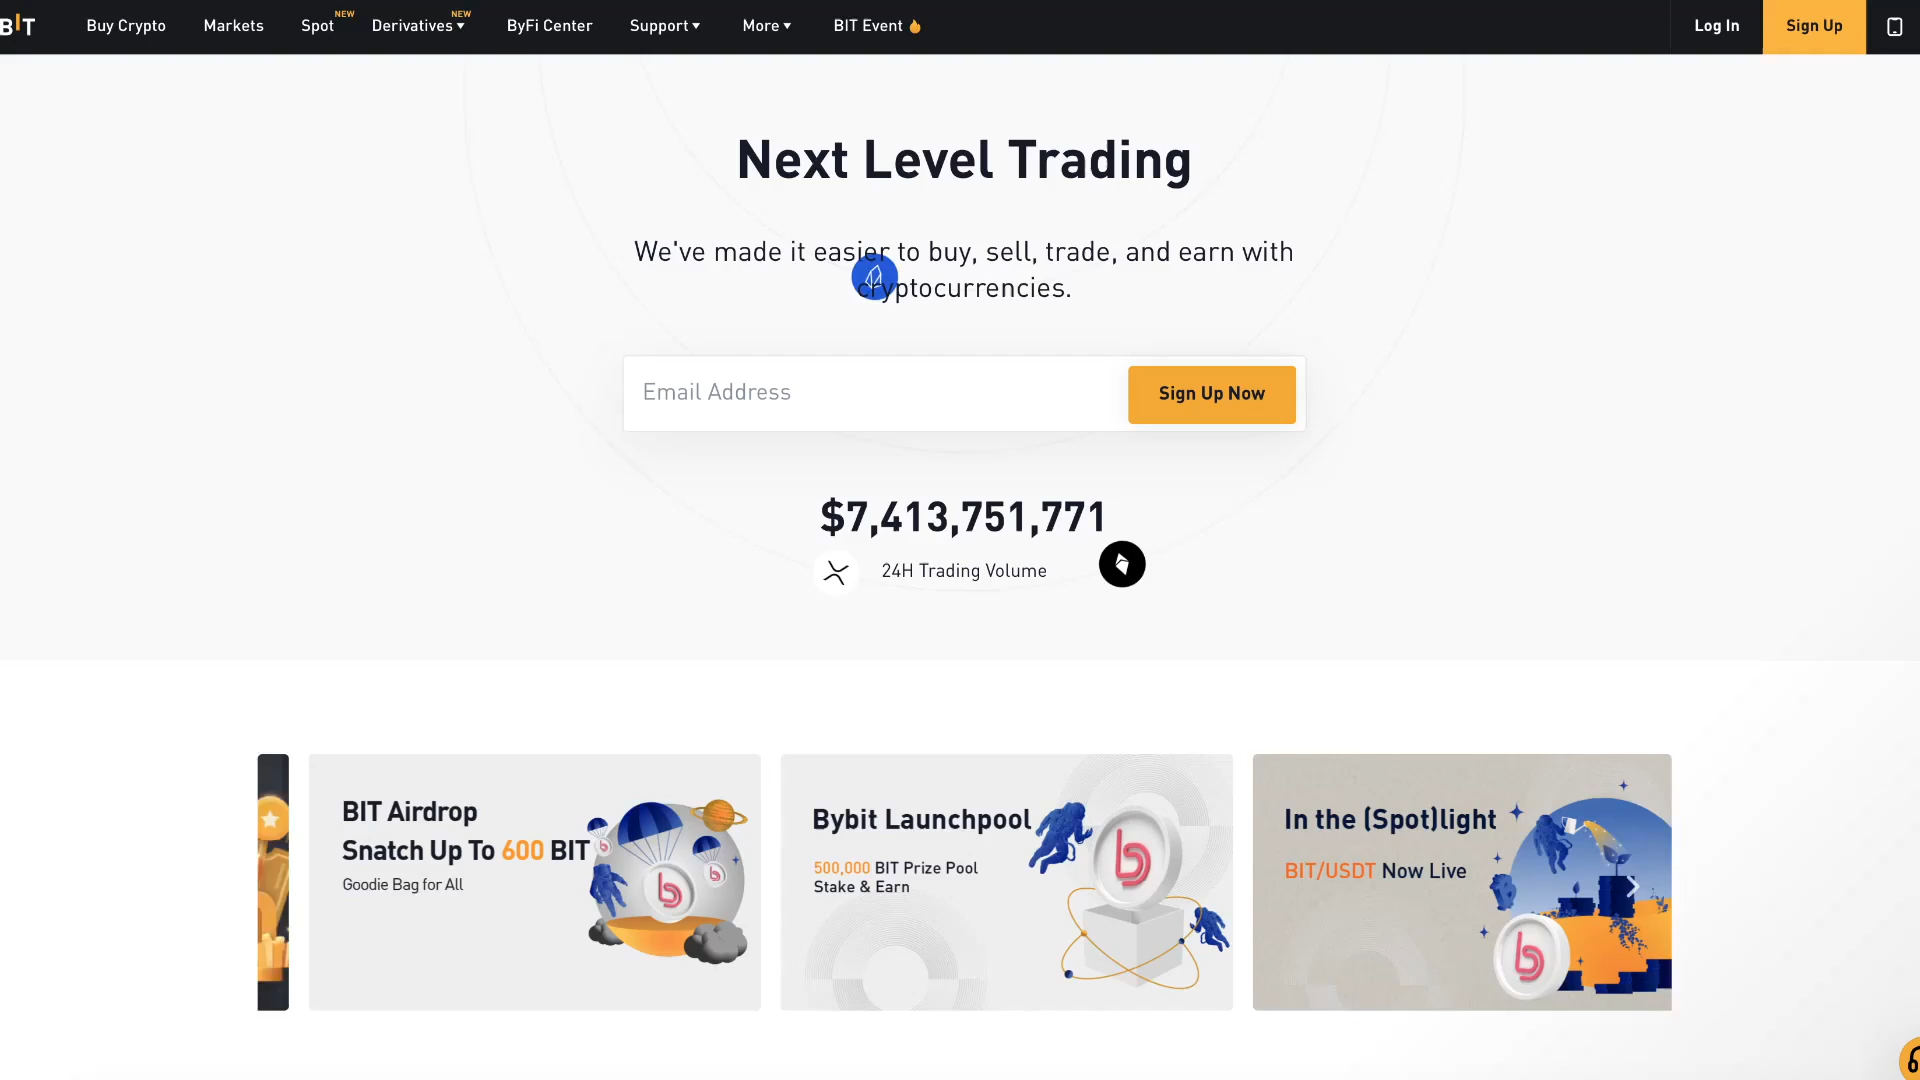 BIT
Buy Crypto
Markets
Spot
NEW
Derivatives
NEW
ByFi Center
Support
More
BIT Event
Log In
Sign Up
Next Level Trading
We've made it easier to buy, sell, trade, and earn with
cryptocurrencies.
Email Address
Sign Up Now
$7,413,751,771
24H Trading Volume
BIT Airdrop
Snatch Up To 600 BIT
Goodie Bag for All
Bybit Launchpool
500,000 BIT Prize Pool
Stake & Earn
In the (Spot)light
BIT/USDT Now Live